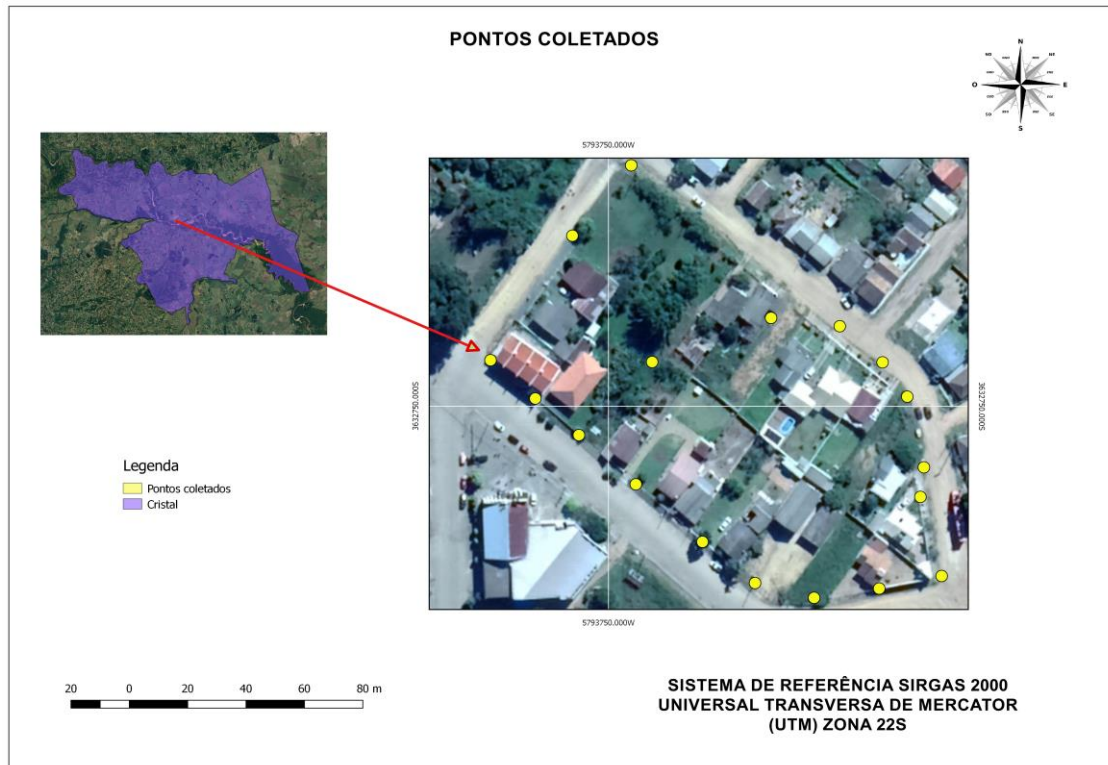 PONTOS COLETADOS
N
O
E
S
5793750.000W
3632750.000S
3632750.000S
5793750.000W
Legenda
Pontos coletados
Cristal
20 0 20 40 60 80 m
SISTEMA DE REFERÊNCIA SIRGAS 2000
UNIVERSAL TRANSVERSA DE MERCATOR
(UTM) ZONA 22S